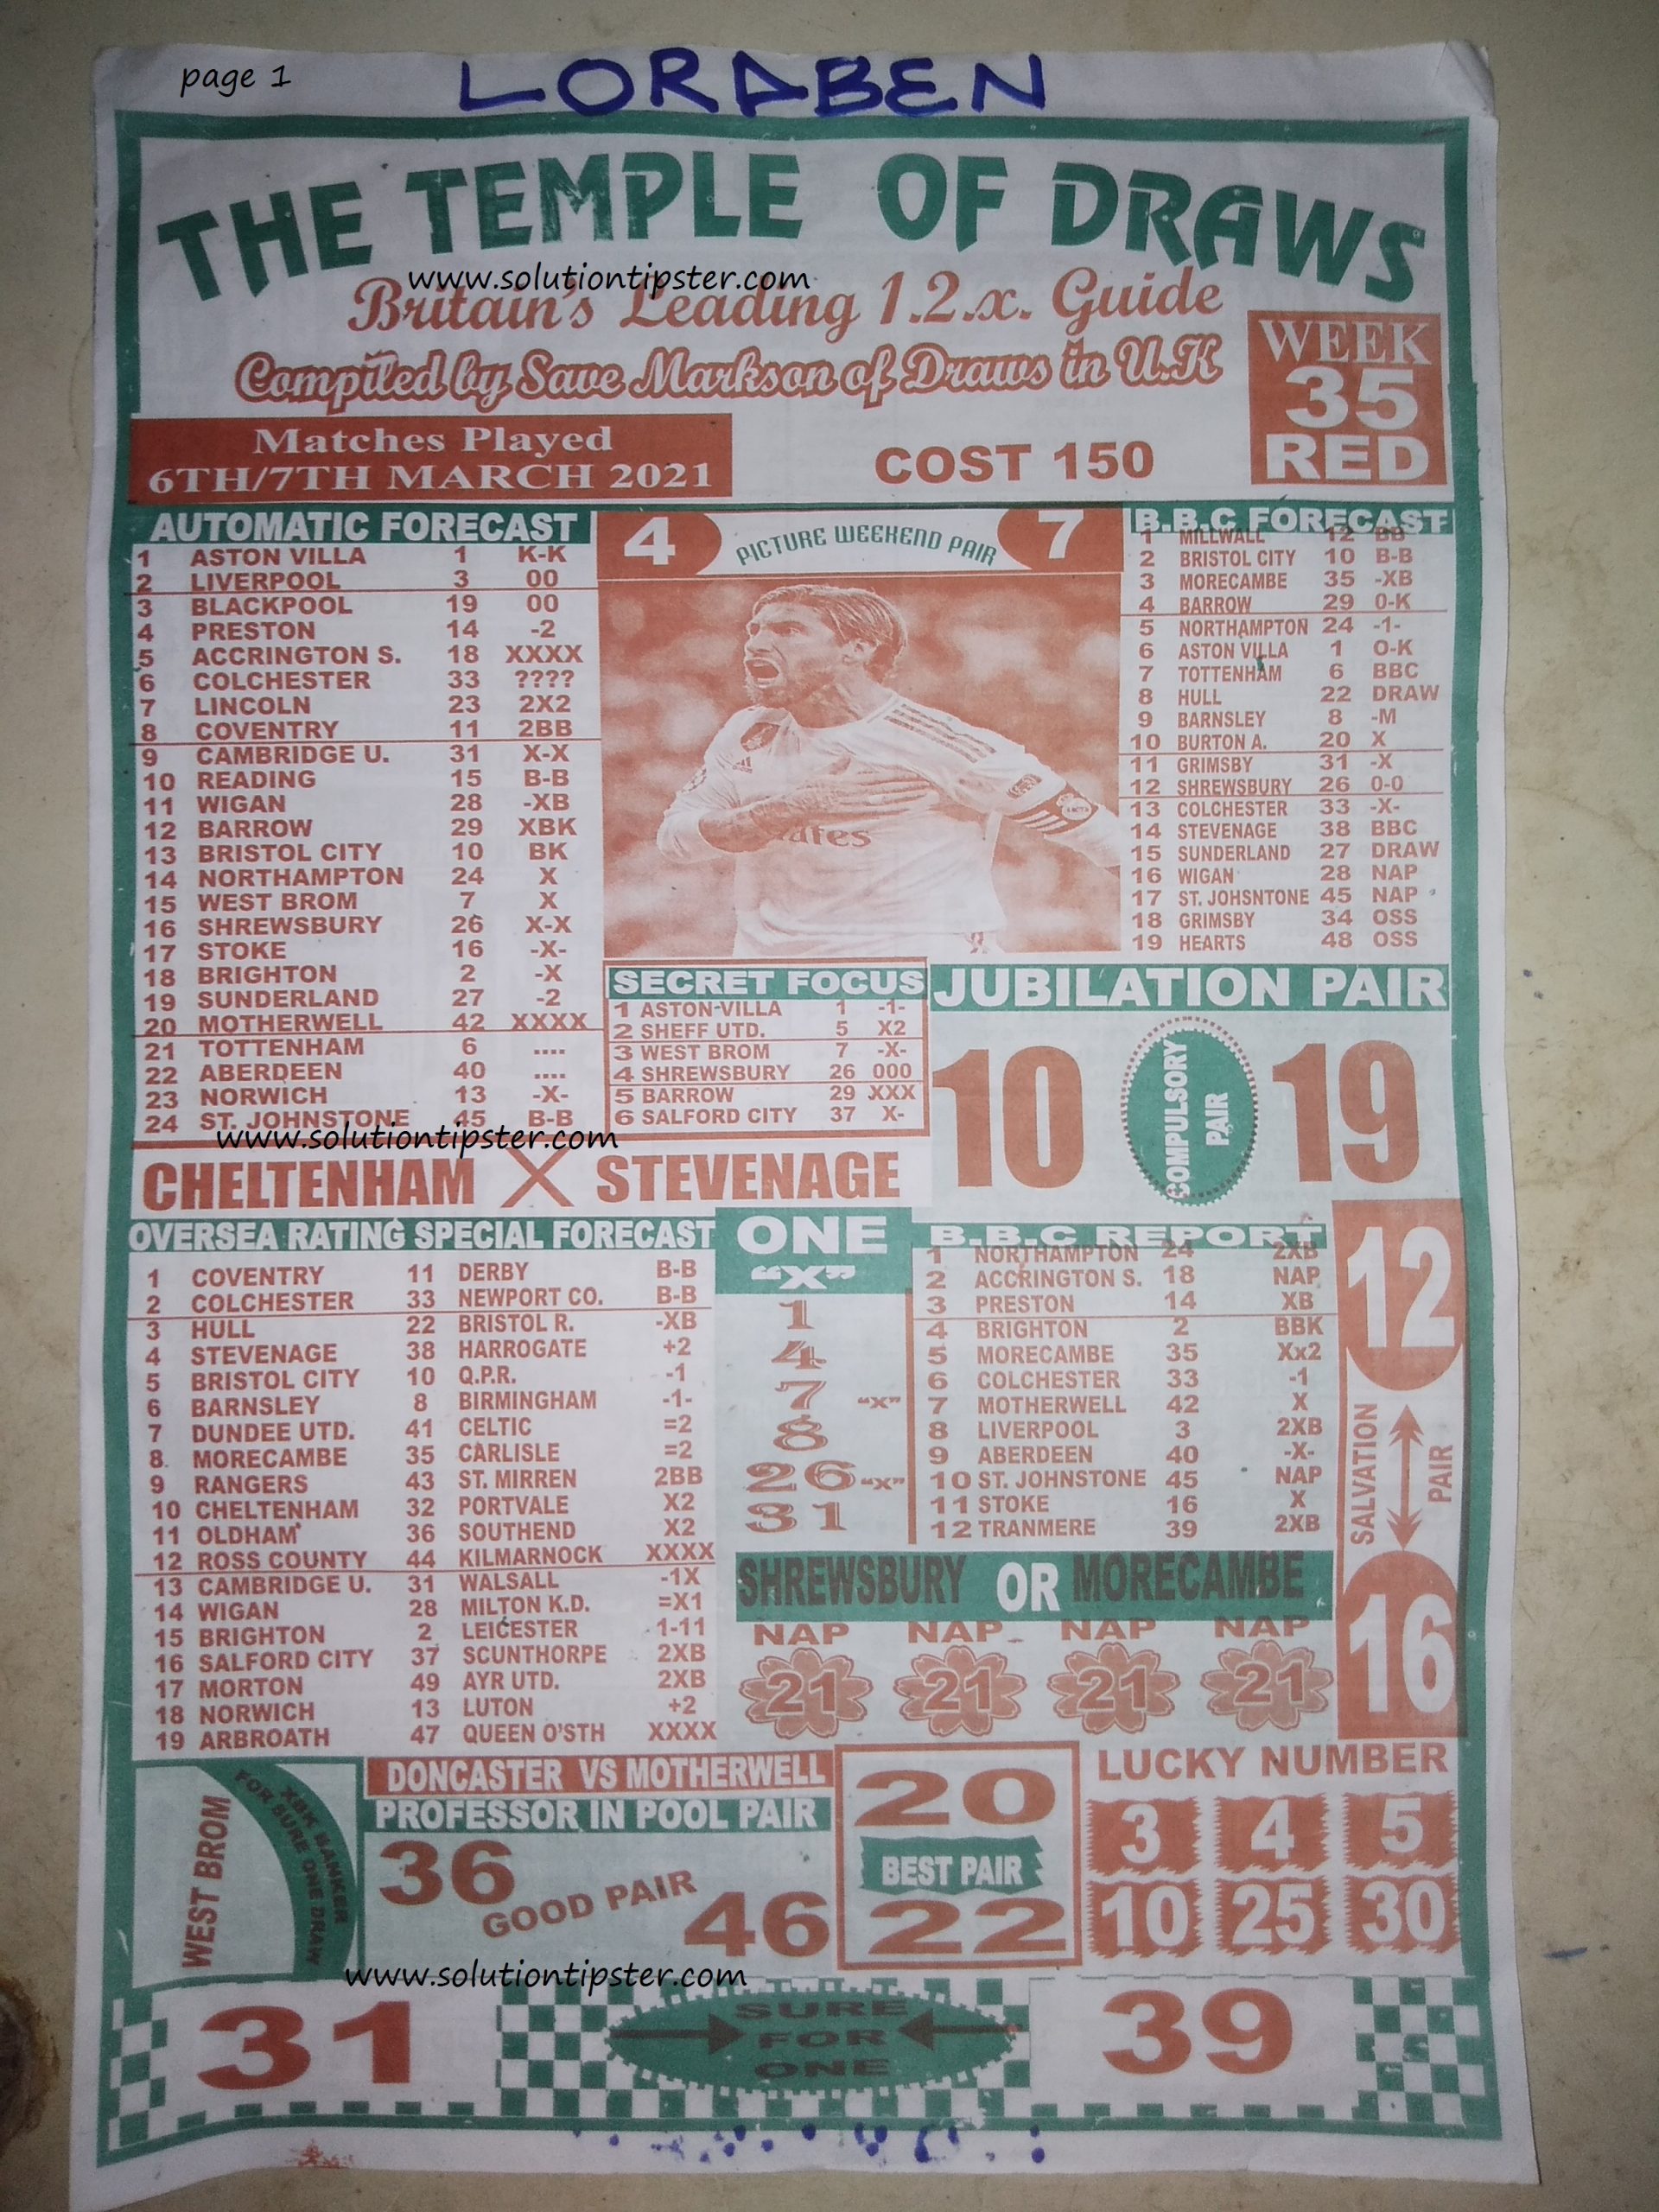 page 1
LORABEN
THE TEMPLE OF DRAWS
www.solutiontipster.com
Britain's Leading 1.2.x. Guide
Compiled by Save Markson of Draws in U.K
WEEK
35
RED
Matches Played
6TH/7TH MARCH 2021
COST 150
AUTOMATIC FORECAST
1 ASTON VILLA 1 K-K
2 LIVERPOOL 3 00
3 BLACKPOOL 19 00
4 PRESTON 14 -2
5 ACCRINGTON S. 18 XXXX
6 COLCHESTER 33 ????
7 LINCOLN 23 2X2
8 COVENTRY 11 2BB
9 CAMBRIDGE U. 31 X-X
10 READING 15 B-B
11 WIGAN 28 -XB
12 BARROW 29 XBK
13 BRISTOL CITY 10 BK
14 NORTHAMPTON 24 X
15 WEST BROM 7 X
16 SHREWSBURY 26 X-X
17 STOKE 16 -X-
18 BRIGHTON 2 -X
19 SUNDERLAND 27 -2
20 MOTHERWELL 42 XXXX
21 TOTTENHAM 6 ....
22 ABERDEEN 40 ....
23 NORWICH 13 -X-
24 ST. JOHNSTONE 45 B-B
www.solutiontipster.com
4 PICTURE WEEKEND PAIR 7
Emirates
B.B.C FORECAST
1 MILLWALL 12 BB
2 BRISTOL CITY 10 B-B
3 MORECAMBE 35 -XB
4 BARROW 29 0-K
5 NORTHAMPTON 24 -1-
6 ASTON VILLA 1 O-K
7 TOTTENHAM 6 BBC
8 HULL 22 DRAW
9 BARNSLEY 8 -M
10 BURTON A. 20 X
11 GRIMSBY 31 -X
12 SHREWSBURY 26 0-0
13 COLCHESTER 33 -X-
14 STEVENAGE 38 BBC
15 SUNDERLAND 27 DRAW
16 WIGAN 28 NAP
17 ST. JOHSNTONE 45 NAP
18 GRIMSBY 34 OSS
19 HEARTS 48 OSS
SECRET FOCUS
1 ASTON-VILLA 1 -1-
2 SHEFF UTD. 5 X2
3 WEST BROM 7 -X-
4 SHREWSBURY 26 000
5 BARROW 29 XXX
6 SALFORD CITY 37 X-
JUBILATION PAIR
10 COMPULSORY PAIR 19
CHELTENHAM X STEVENAGE
OVERSEA RATING SPECIAL FORECAST
1 COVENTRY 11 DERBY B-B
2 COLCHESTER 33 NEWPORT CO. B-B
3 HULL 22 BRISTOL R. -XB
4 STEVENAGE 38 HARROGATE +2
5 BRISTOL CITY 10 Q.P.R. -1
6 BARNSLEY 8 BIRMINGHAM -1-
7 DUNDEE UTD. 41 CELTIC =2
8. MORECAMBE 35 CARLISLE =2
9 RANGERS 43 ST. MIRREN 2BB
10 CHELTENHAM 32 PORTVALE X2
11 OLDHAM 36 SOUTHEND X2
12 ROSS COUNTY 44 KILMARNOCK XXXX
13 CAMBRIDGE U. 31 WALSALL -1X
14 WIGAN 28 MILTON K.D. =X1
15 BRIGHTON 2 LEICESTER 1-11
16 SALFORD CITY 37 SCUNTHORPE 2XB
17 MORTON 49 AYR UTD. 2XB
18 NORWICH 13 LUTON +2
19 ARBROATH 47 QUEEN O'STH XXXX
ONE
"X"
1
4
7 "X"
8
26 "X"
31
B.B.C REPORT
1 NORTHAMPTON 24 2XB
2 ACCRINGTON S. 18 NAP
3 PRESTON 14 XB
4 BRIGHTON 2 BBK
5 MORECAMBE 35 Xx2
6 COLCHESTER 33 -1
7 MOTHERWELL 42 X
8 LIVERPOOL 3 2XB
9 ABERDEEN 40 -X-
10 ST. JOHNSTONE 45 NAP
11 STOKE 16 X
12 TRANMERE 39 2XB
12
SALVATION PAIR
16
SHREWSBURY OR MORECAMBE
NAP NAP NAP NAP
21 21 21 21
WEST BROM
XBK BANKER
FOR SURE ONE DRAW
DONCASTER VS MOTHERWELL
PROFESSOR IN POOL PAIR
36
GOOD PAIR
46
20
BEST PAIR
22
LUCKY NUMBER
3 4 5
10 25 30
www.solutiontipster.com
31
SURE
FOR
ONE
39